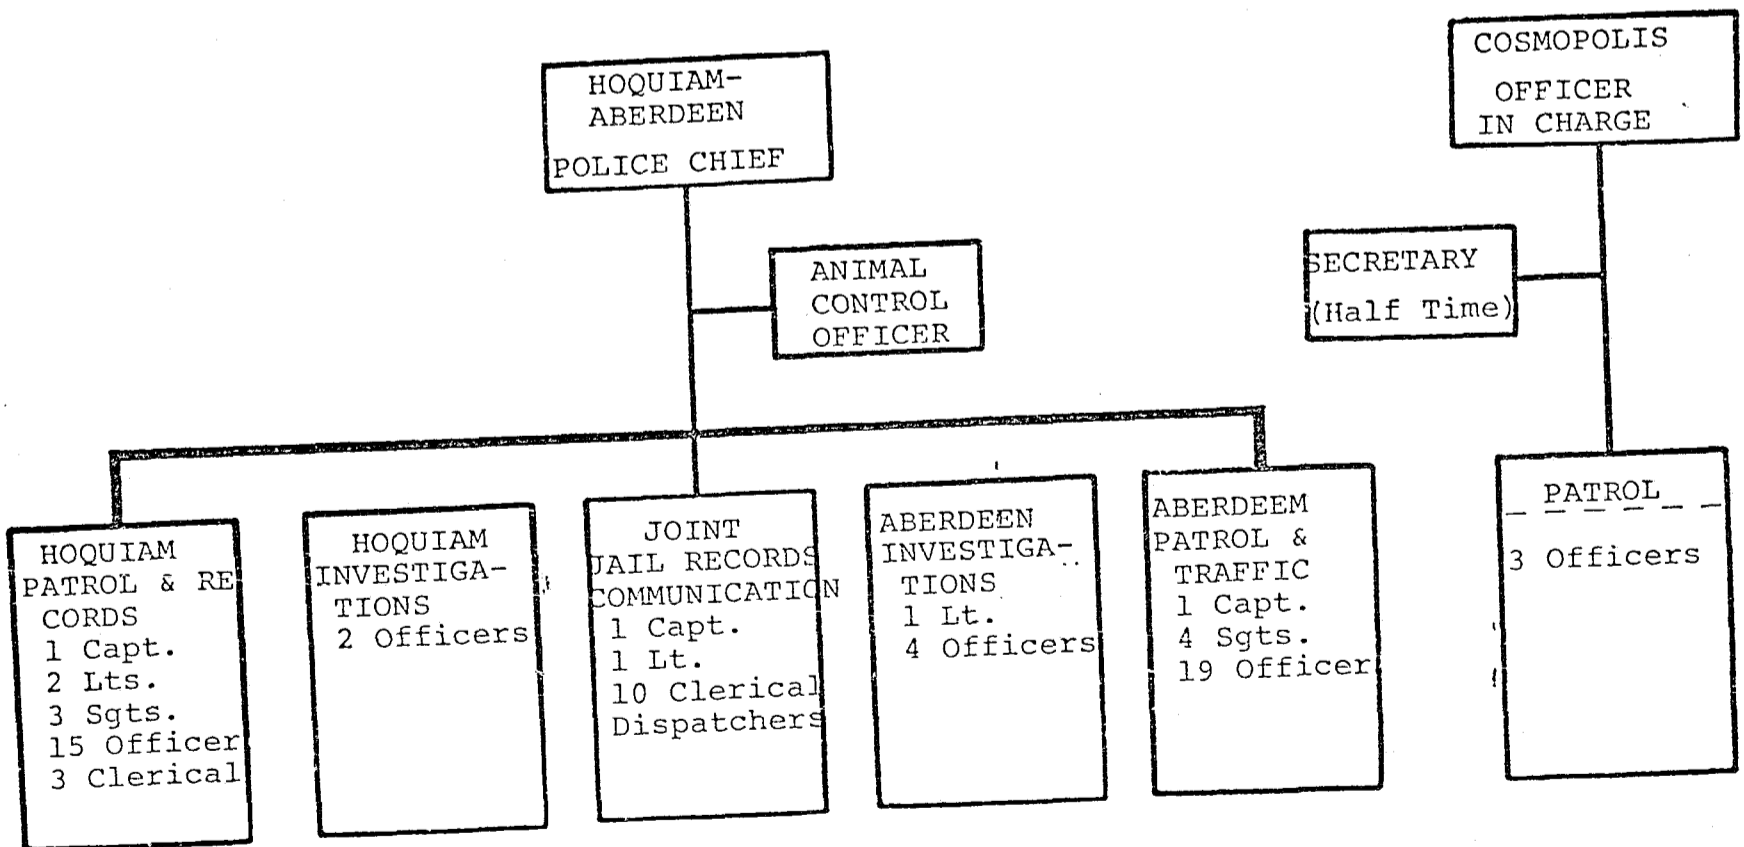 HOQUIAM-
ABERDEEN
POLICE CHIEF
COSMOPOLIS
OFFICER
IN CHARGE
ANIMAL
CONTROL
OFFICER
SECRETARY
(Half Time)
HOQUIAM
PATROL & RE
CORDS
1 Capt.
2 Lts.
3 Sgts.
15 Officer
3 Clerical
HOQUIAM
INVESTIGA-
TIONS
2 Officers
JOINT
JAIL RECORDS
COMMUNICATION
1 Capt.
1 Lt.
10 Clerical
Dispatchers
ABERDEEN
INVESTIGA-
TIONS
1 Lt.
4 Officers
ABERDEEM
PATROL &
TRAFFIC
1 Capt.
4 Sgts.
19 Officer
PATROL
3 Officers